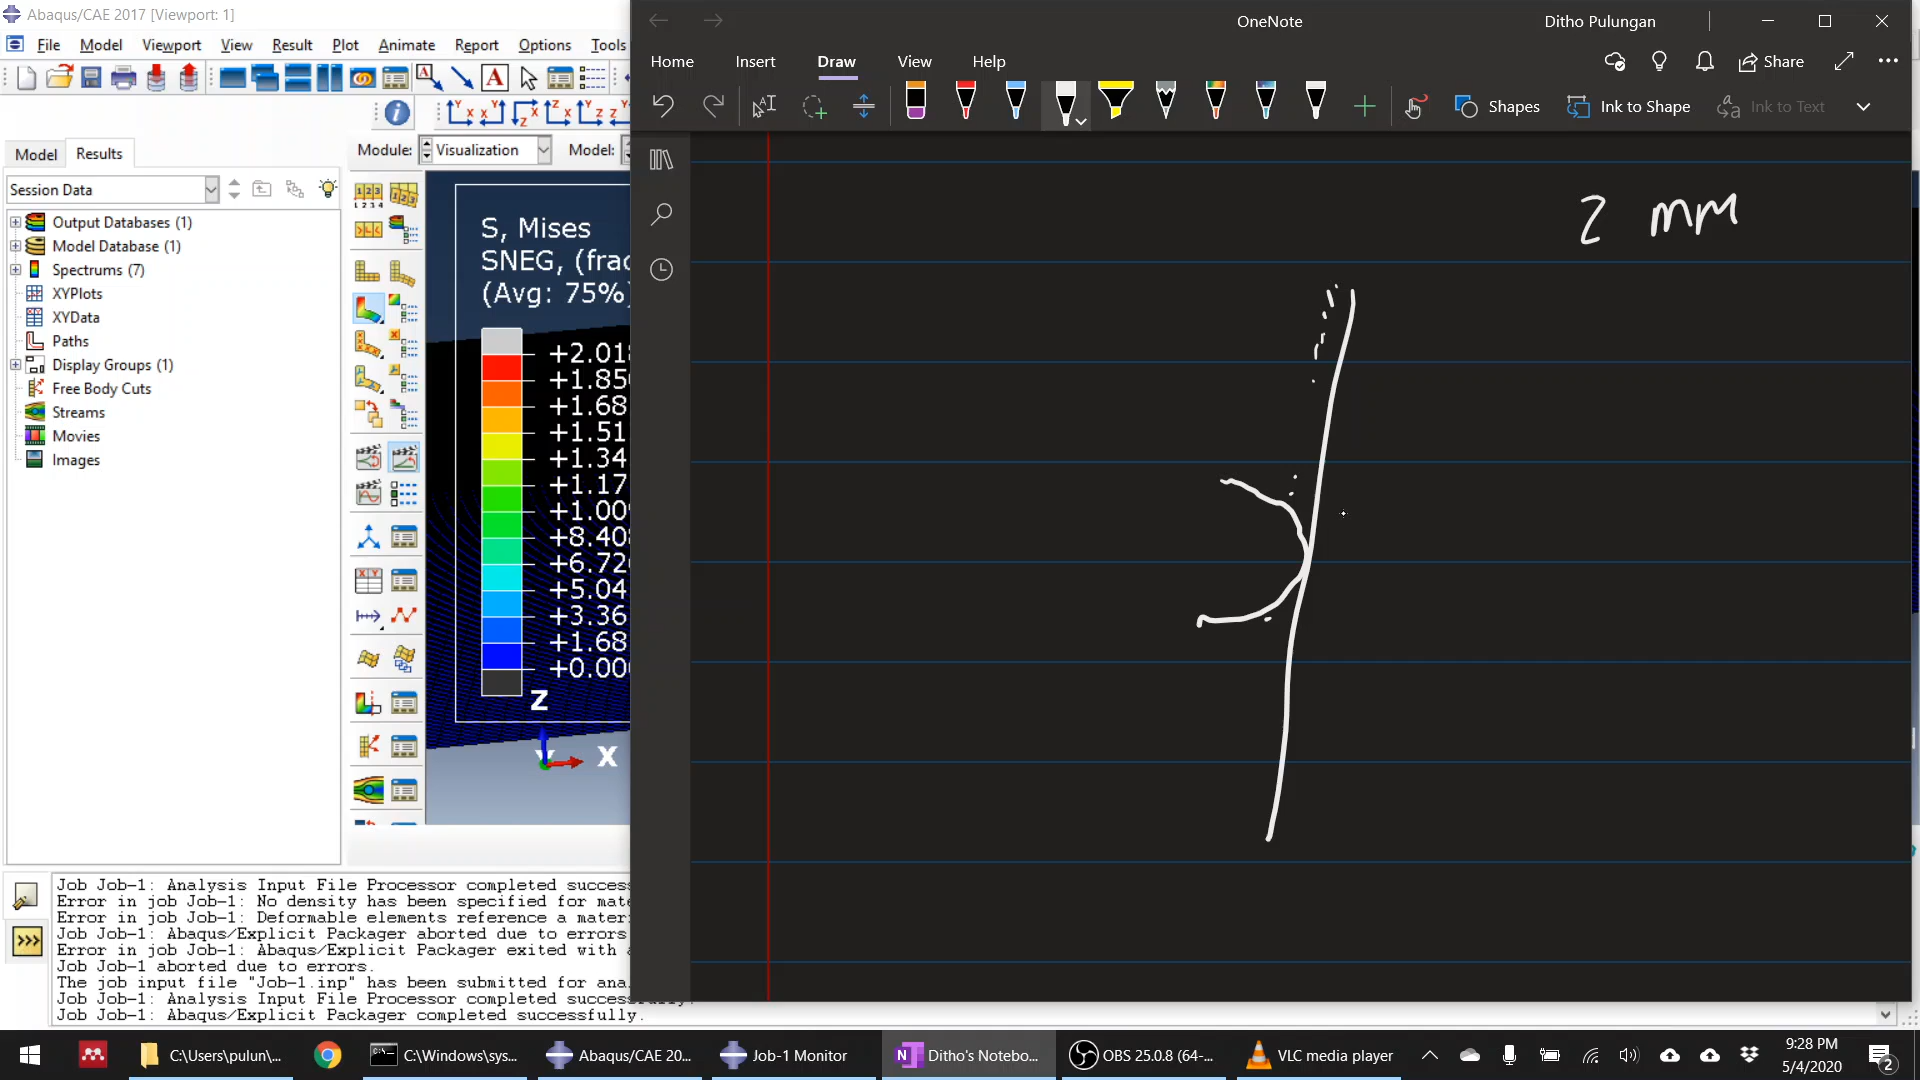 Abaqus/CAE 2017 [Viewport: 1]
File Model Viewport View Result Plot Animate Report Options Tools
Module: Visualization Model:
Model Results
Session Data
Output Databases (1)
Model Database (1)
Spectrums (7)
XYPlots
XYData
Paths
Display Groups (1)
Free Body Cuts
Streams
Movies
Images
S, Mises
SNEG, (frac
(Avg: 75%)
+2.018
+1.850
+1.68
+1.51
+1.34
+1.17
+1.009
+8.408
+6.72
+5.04
+3.36
+1.68
+0.000
Z
Y
X
OneNote
Ditho Pulungan
Home Insert Draw View Help
Share
Shapes Ink to Shape Ink to Text
2 mm
Job Job-1: Analysis Input File Processor completed success
Error in job Job-1: No density has been specified for mate
Error in job Job-1: Deformable elements reference a mater
Job Job-1: Abaqus/Explicit Packager aborted due to errors
Error in job Job-1: Abaqus/Explicit Packager exited with a
Job Job-1 aborted due to errors.
The job input file "Job-1.inp" has been submitted for ana
Job Job-1: Analysis Input File Processor completed successfully.
Job Job-1: Abaqus/Explicit Packager completed successfully.
C:\Users\pulun\...
C:\Windows\sys...
Abaqus/CAE 20...
Job-1 Monitor
Ditho's Notebo...
OBS 25.0.8 (64-...
VLC media player
9:28 PM
5/4/2020
2